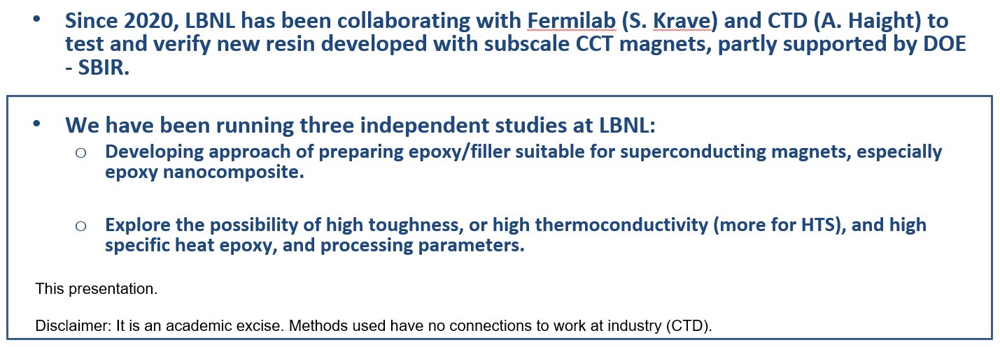 • Since 2020, LBNL has been collaborating with Fermilab (S. Krave) and CTD (A. Haight) to
test and verify new resin developed with subscale CCT magnets, partly supported by DOE
- SBIR.
• We have been running three independent studies at LBNL:
o Developing approach of preparing epoxy/filler suitable for superconducting magnets, especially
epoxy nanocomposite.
o Explore the possibility of high toughness, or high thermoconductivity (more for HTS), and high
specific heat epoxy, and processing parameters.
This presentation.
Disclaimer: It is an academic excise. Methods used have no connections to work at industry (CTD).